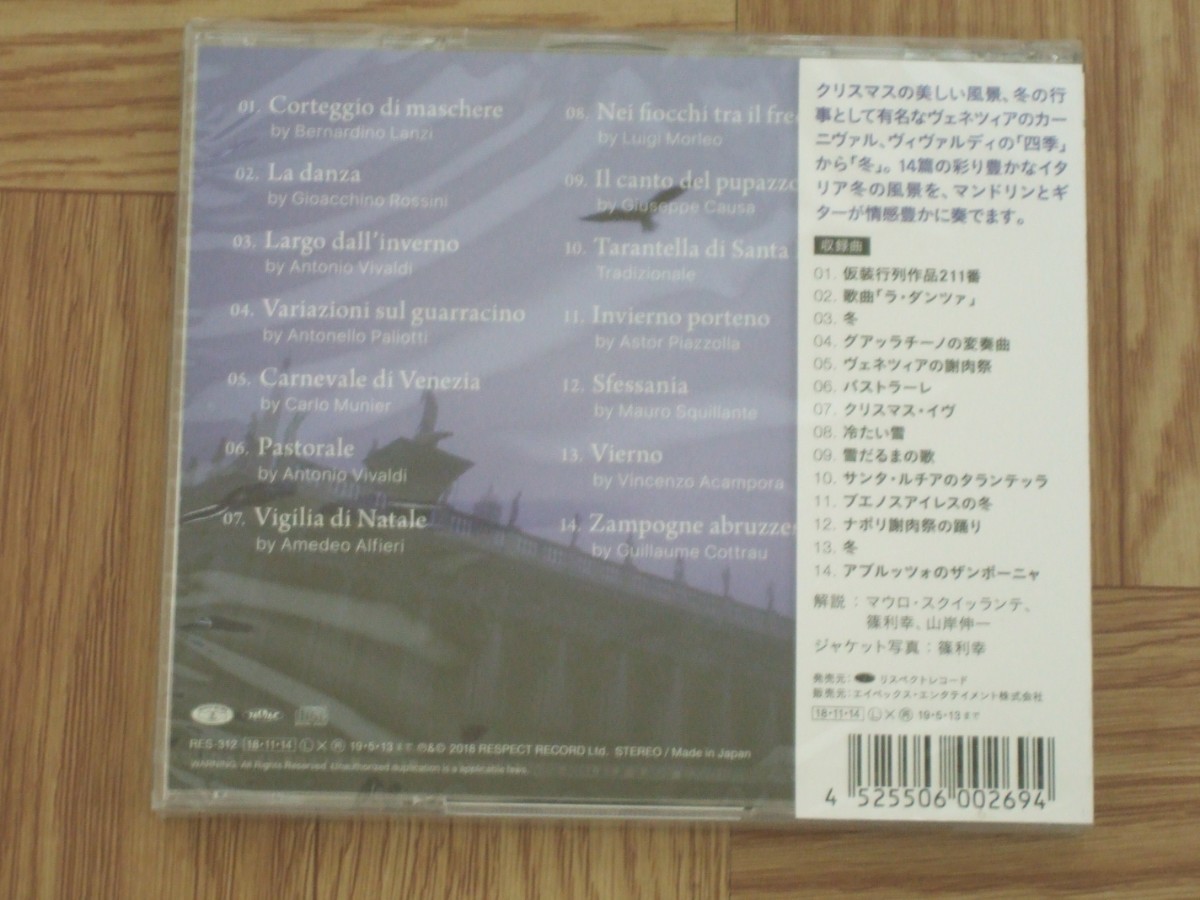 01. Corteggio di maschere
by Bernardino Lanzi
02. La danza
by Gioacchino Rossini
03. Largo dall'inverno
by Antonio Vivaldi
04. Variazioni sul guarracino
by Antonello Paliotti
05. Carnevale di Venezia
by Carlo Munier
06. Pastorale
by Antonio Vivaldi
07. Vigilia di Natale
by Amedeo Alfieri
08. Nei fiocchi tra il
by Luigi Morleo
09. Il canto del pupazzo
by Giuseppe Causa
10. Tarantella di Santa
Tradizionale
11. Invierno porteno
by Astor Piazzolla
12. Sfessania
by Mauro Squillante
13. Vierno
by Vincenzo Acampora
14. Zampogne
by Guillaume Cottrau
RES-312 18・11・14 Ⓛ×Ⓡ 19・5・13まで ℗&© 2018 RESPECT RECORD Ltd. STEREO / Made in Japan
WARNING: All Rights Reserved. Unauthorized duplication is a applicable laws.
クリスマスの美しい風景、冬の行
事として有名なヴェネツィアのカー
ニヴァル、ヴィヴァルディの「四季」
から「冬」。14篇の彩り豊かなイタ
リア冬の風景を、マンドリンとギ
ターが情感豊かに奏でます。
収録曲
01. 仮装行列作品211番
02. 歌曲「ラ・ダンツァ」
03. 冬
04. グアッラチーノの変奏曲
05. ヴェネツィアの謝肉祭
06. パストラーレ
07. クリスマス・イヴ
08. 冷たい雪
09. 雪だるまの歌
10. サンタ・ルチアのタランテッラ
11. ブエノスアイレスの冬
12. ナポリ謝肉祭の踊り
13. 冬
14. アブルッツォのザンポーニャ
解説：マウロ・スクイッランテ、
篠利幸、山岸伸一
ジャケット写真：篠利幸
発売元： リスペクトレコード
販売元：エイベックス・エンタテイメント株式会社
18・11・14 Ⓛ×Ⓡ 19・5・13まで
4 525506 002694